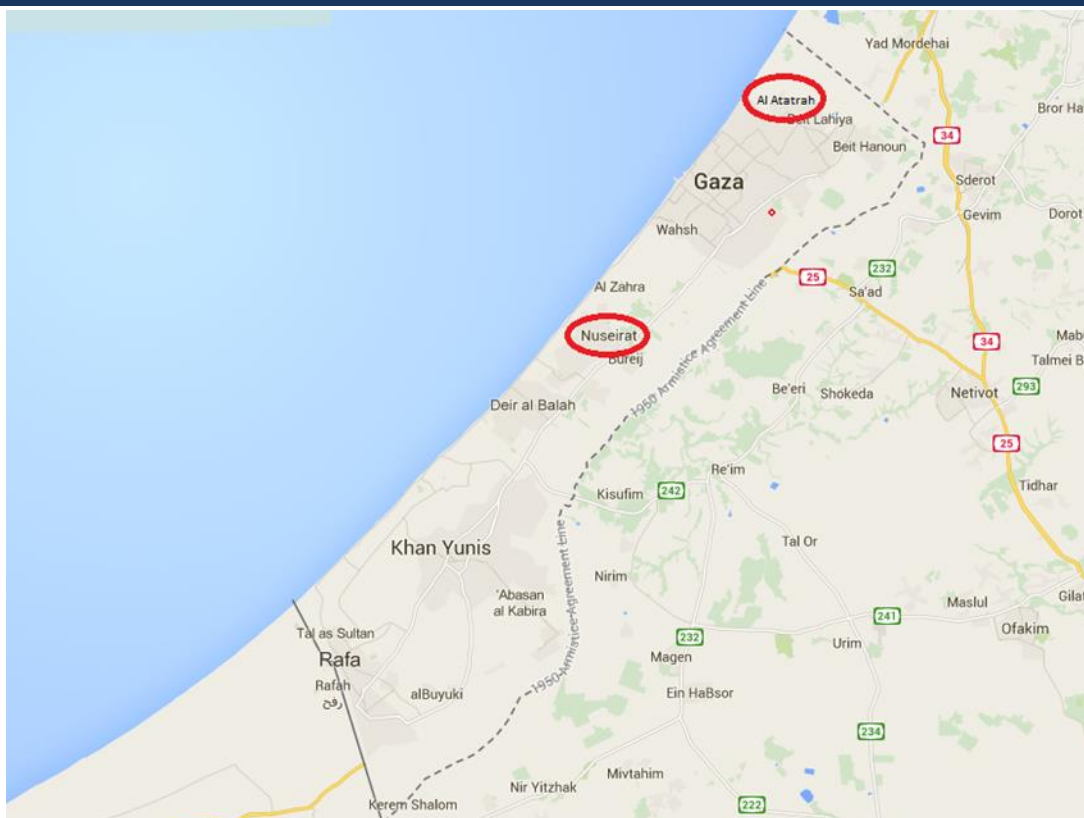 Yad Mordehai
Al Atatrah
Beit Lahiya
Bror Ha
34
Beit Hanoun
Gaza
Sderot
Gevim
Dorot
Wahsh
232
25
Al Zahra
Sa'ad
Nuseirat
Bureij
34
Mab
Talmei B
1950 Armistice Agreement Line
Be'eri
Shokeda
293
Netivot
Deir al Balah
25
Re'im
Kisufim
242
Tidhar
Khan Yunis
Tal Or
Nirim
'Abasan
al Kabira
1950 Armistice Agreement Line
Gilat
Maslul
241
Ofakim
Tal as Sultan
232
Urim
Rafa
Magen
Rafah
رفح
alBuyuki
Ein HaBsor
234
Mivtahim
Nir Yitzhak
Kerem Shalom
222